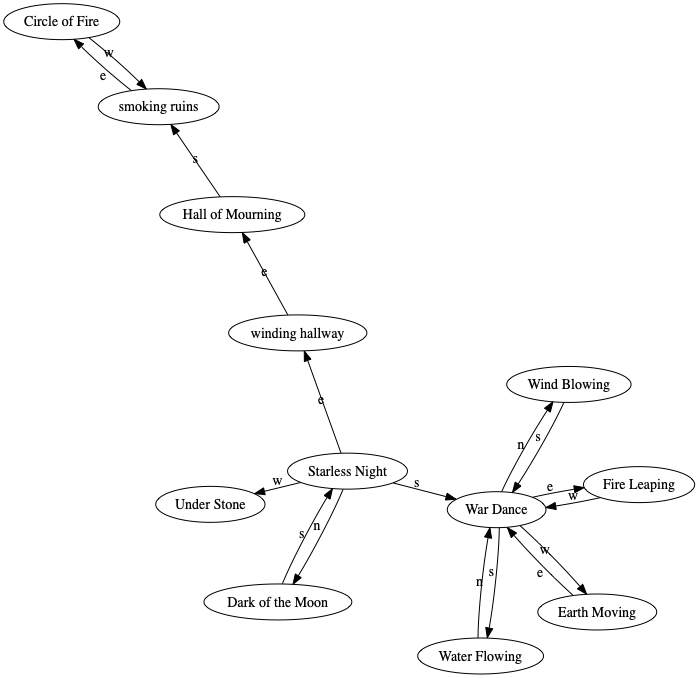 Circle of Fire
w
e
smoking ruins
s
Hall of Mourning
e
winding hallway
e
Wind Blowing
n
s
Starless Night
w
s
e
w
Fire Leaping
Under Stone
War Dance
s
n
w
e
n
s
Dark of the Moon
Earth Moving
Water Flowing